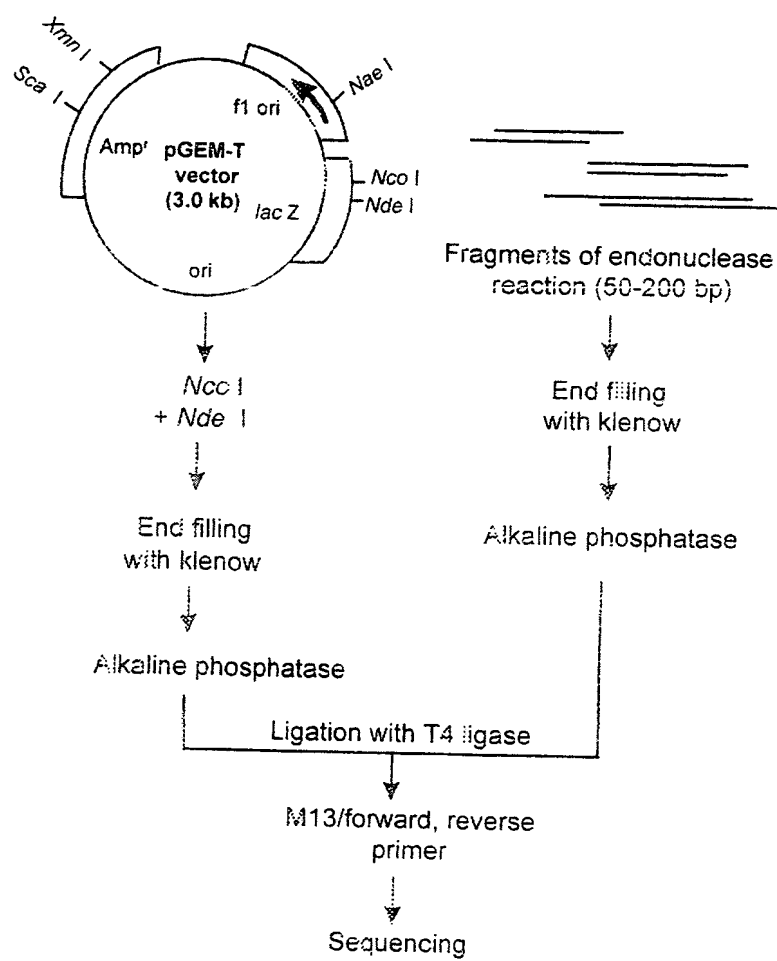 Xmn I
Sca I
Nae I
f1 ori
Ampr
pGEM-T
vector
(3.0 kb)
Nco I
Nde I
lac Z
ori
Fragments of endonuclease
reaction (50-200 bp)
Ncc I
+ Nde I
End filling
with klenow
End filling
with klenow
Alkaline phosphatase
Alkaline phosphatase
Ligation with T4 ligase
M13/forward, reverse
primer
Sequencing